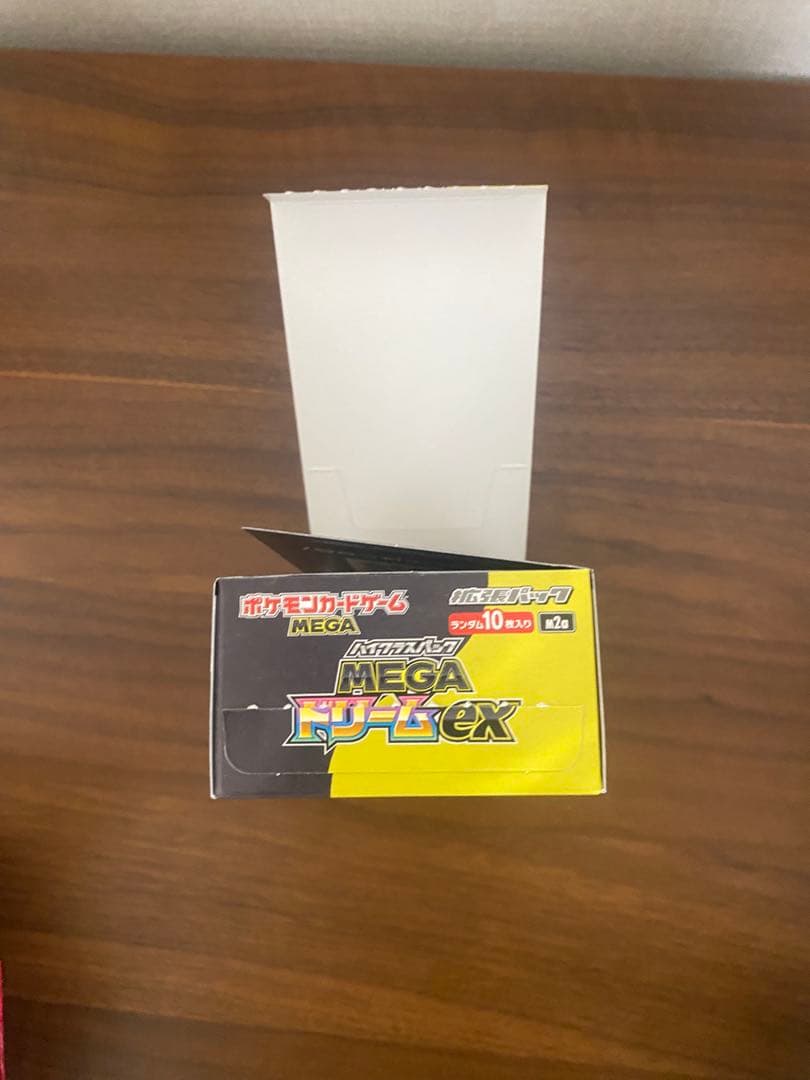 ポケモンカードゲーム
MEGA
拡張パック
ランダム10枚入り M2a
ハイクラスパック
MEGA
ドリームex